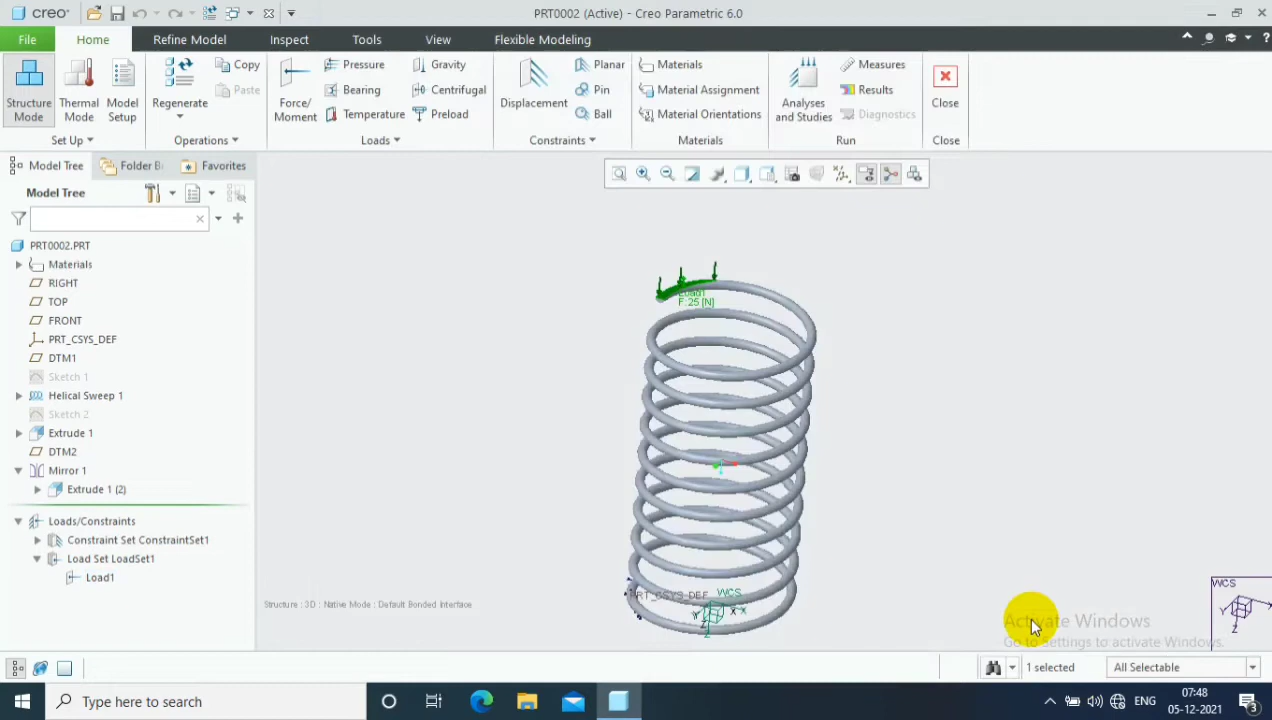 creo° PRT0002 (Active) - Creo Parametric 6.0
File Home Refine Model Inspect Tools View Flexible Modeling
Structure Mode
Thermal Mode
Model Setup
Set Up
Regenerate
Copy
Paste
Operations
Force/ Moment
Pressure
Bearing
Temperature
Gravity
Centrifugal
Preload
Loads
Displacement
Planar
Pin
Ball
Constraints
Materials
Material Assignment
Material Orientations
Materials
Analyses and Studies
Measures
Results
Diagnostics
Run
Close
Close
Model Tree Folder B Favorites
Model Tree
PRT0002.PRT
Materials
RIGHT
TOP
FRONT
PRT_CSYS_DEF
DTM1
Sketch 1
Helical Sweep 1
Sketch 2
Extrude 1
DTM2
Mirror 1
Extrude 1 (2)
Loads/Constraints
Constraint Set ConstraintSet1
Load Set LoadSet1
Load1
Load1
F:25 [N]
PRT_CSYS_DEF WCS
Y X X
Z
Z
Structure : 3D : Native Mode : Default Bonded Interface
WCS
Y
Z
Activate Windows
Go to Settings to activate Windows.
1 selected All Selectable
Type here to search
ENG
07:48
05-12-2021
3